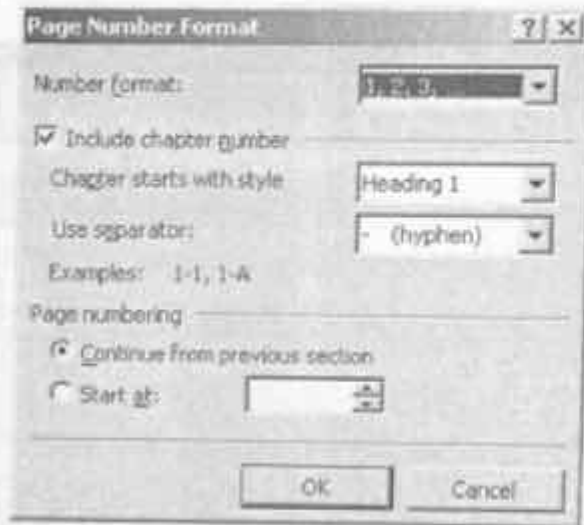 Page Number Format ? X
Number format: 1, 2, 3,
Include chapter number
Chapter starts with style Heading 1
Use separator: - (hyphen)
Examples: 1-1, 1-A
Page numbering
Continue from previous section
Start at:
OK Cancel